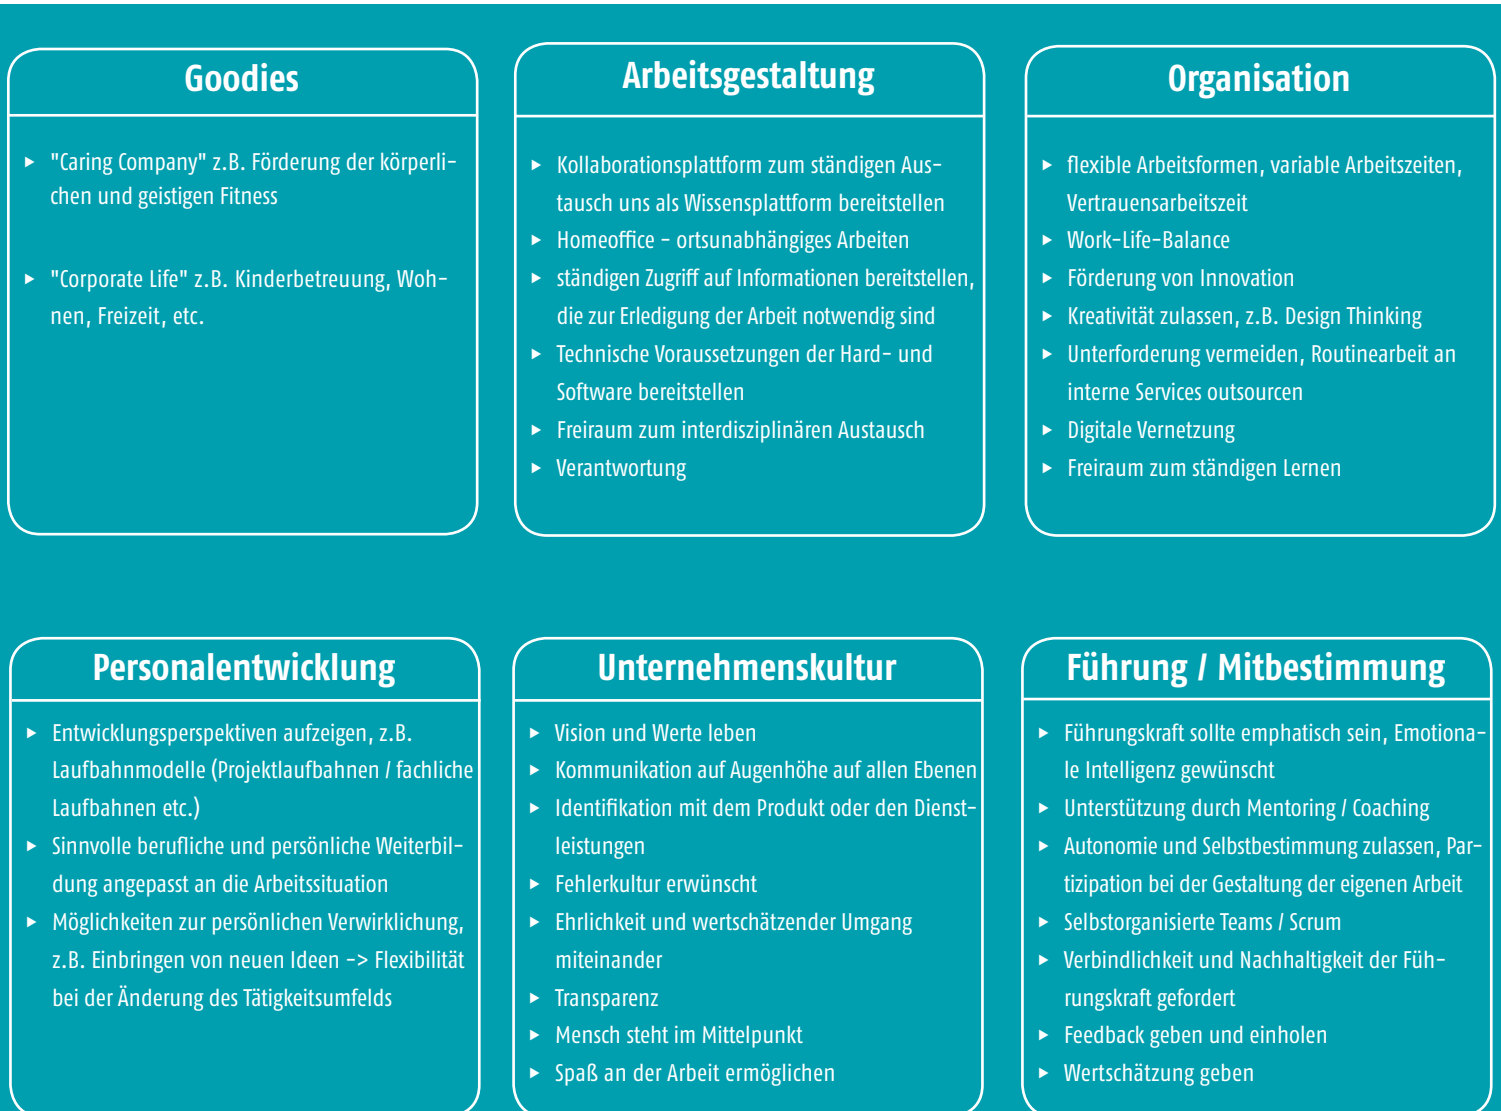 Goodies
▸ "Caring Company" z.B. Förderung der körperli-
chen und geistigen Fitness
▸ "Corporate Life" z.B. Kinderbetreuung, Woh-
nen, Freizeit, etc.
Arbeitsgestaltung
▸ Kollaborationsplattform zum ständigen Aus-
tausch uns als Wissensplattform bereitstellen
▸ Homeoffice - ortsunabhängiges Arbeiten
▸ ständigen Zugriff auf Informationen bereitstellen,
die zur Erledigung der Arbeit notwendig sind
▸ Technische Voraussetzungen der Hard- und
Software bereitstellen
▸ Freiraum zum interdisziplinären Austausch
▸ Verantwortung
Organisation
▸ flexible Arbeitsformen, variable Arbeitszeiten,
Vertrauensarbeitszeit
▸ Work-Life-Balance
▸ Förderung von Innovation
▸ Kreativität zulassen, z.B. Design Thinking
▸ Unterforderung vermeiden, Routinearbeit an
interne Services outsourcen
▸ Digitale Vernetzung
▸ Freiraum zum ständigen Lernen
Personalentwicklung
▸ Entwicklungsperspektiven aufzeigen, z.B.
Laufbahnmodelle (Projektlaufbahnen / fachliche
Laufbahnen etc.)
▸ Sinnvolle berufliche und persönliche Weiterbil-
dung angepasst an die Arbeitssituation
▸ Möglichkeiten zur persönlichen Verwirklichung,
z.B. Einbringen von neuen Ideen -> Flexibilität
bei der Änderung des Tätigkeitsumfelds
Unternehmenskultur
▸ Vision und Werte leben
▸ Kommunikation auf Augenhöhe auf allen Ebenen
▸ Identifikation mit dem Produkt oder den Dienst-
leistungen
▸ Fehlerkultur erwünscht
▸ Ehrlichkeit und wertschätzender Umgang
miteinander
▸ Transparenz
▸ Mensch steht im Mittelpunkt
▸ Spaß an der Arbeit ermöglichen
Führung / Mitbestimmung
▸ Führungskraft sollte emphatisch sein, Emotiona-
le Intelligenz gewünscht
▸ Unterstützung durch Mentoring / Coaching
▸ Autonomie und Selbstbestimmung zulassen, Par-
tizipation bei der Gestaltung der eigenen Arbeit
▸ Selbstorganisierte Teams / Scrum
▸ Verbindlichkeit und Nachhaltigkeit der Füh-
rungskraft gefordert
▸ Feedback geben und einholen
▸ Wertschätzung geben